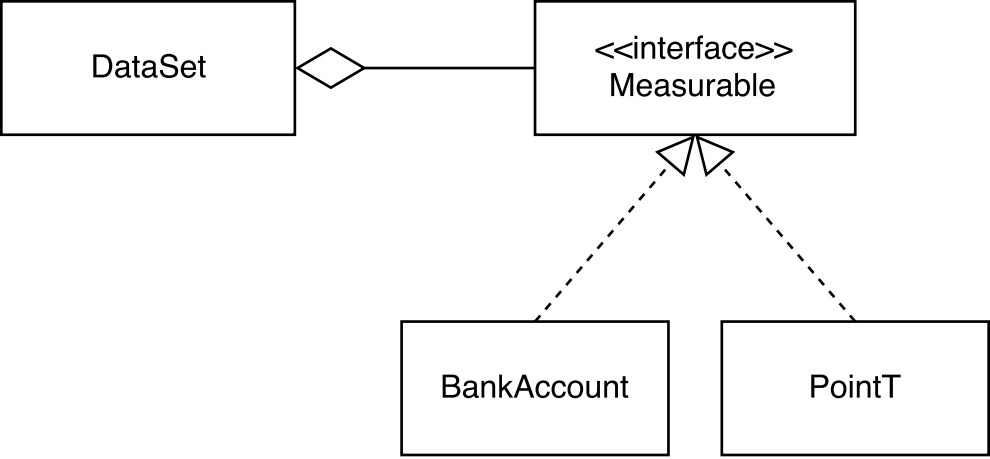 DataSet
<<interface>>
Measurable
BankAccount
PointT